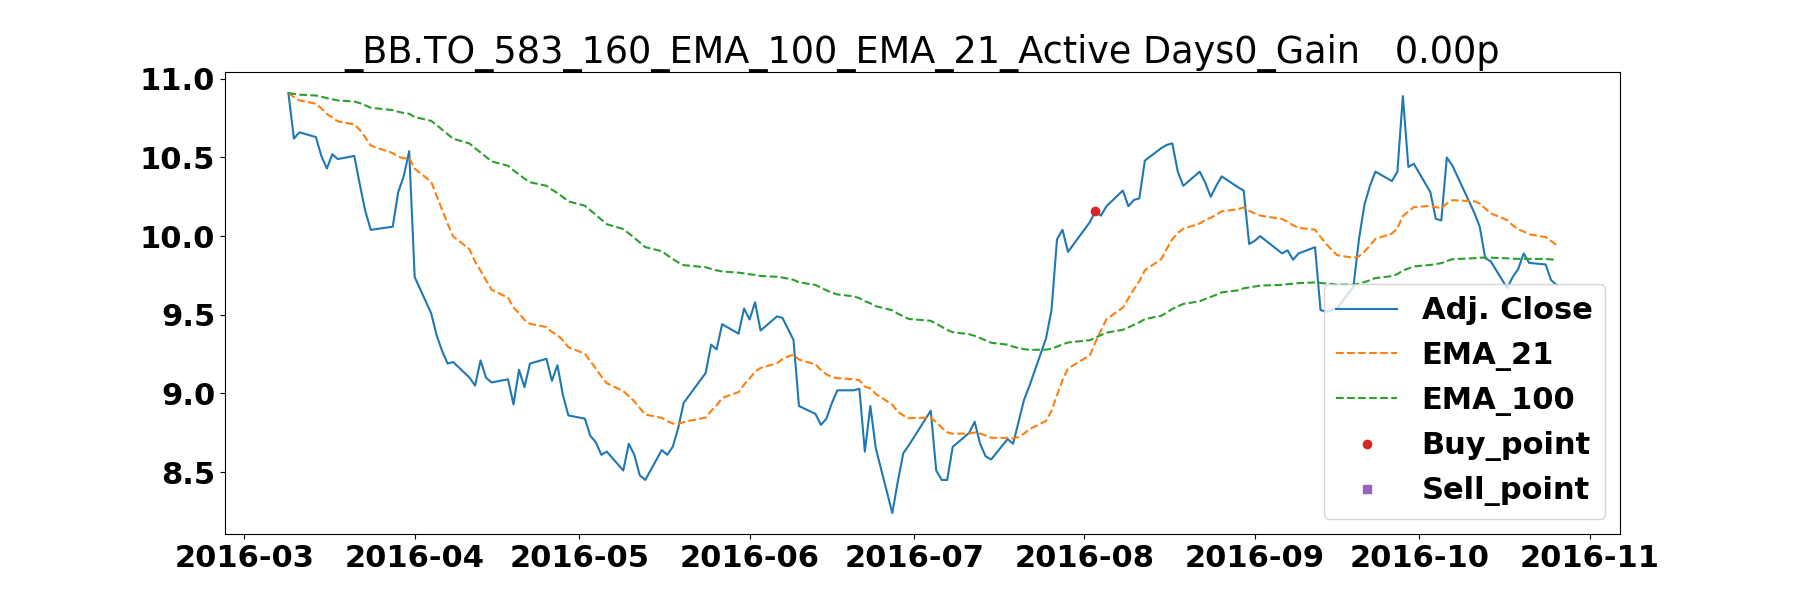 _BB.TO_583_160_EMA_100_EMA_21_Active Days0_Gain   0.00p
11.0
10.5
10.0
9.5
9.0
8.5
Adj. Close
EMA_21
EMA_100
Buy_point
Sell_point
2016-03 2016-04 2016-05 2016-06 2016-07 2016-08 2016-09 2016-10 2016-11